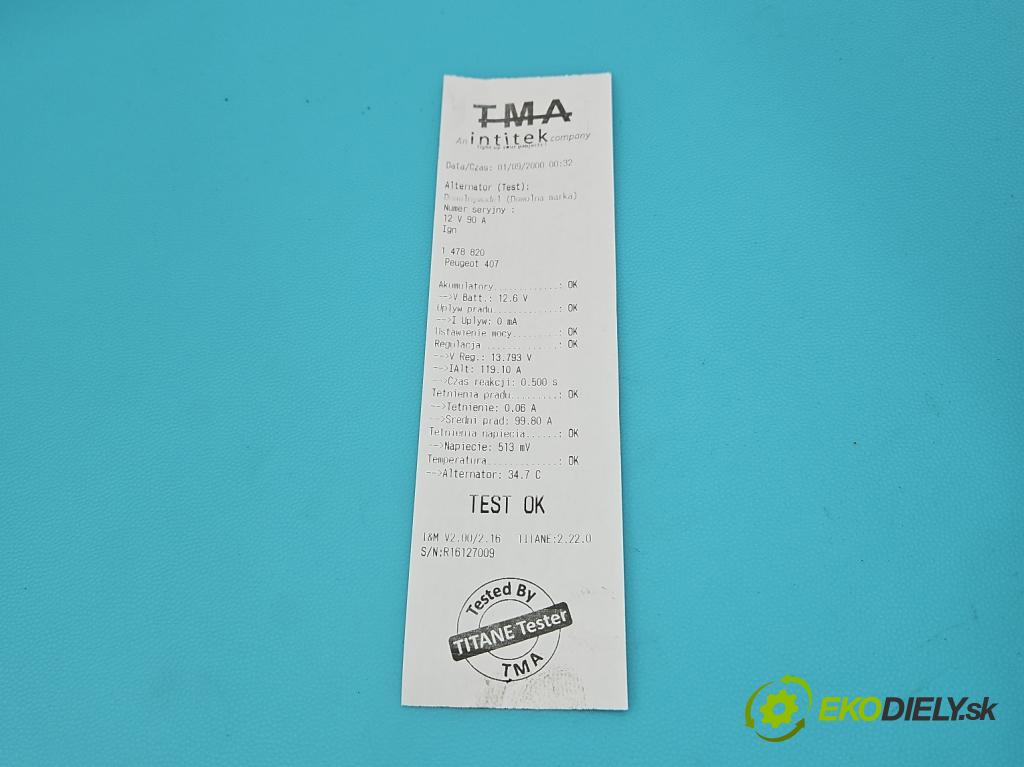 TMA
An intitek company
Data/Czas: 01/09/2000 00:32
Alternator (Test):
(Dowolna marka)
Numer seryjny :
12 V 90 A
Ign
1 478 820
Peugeot 407
Akumulatory..............: OK
-->V Batt.: 12.6 V
Uplyw pradu..............: OK
-->I Uplyw: 0 mA
Ustawienie mocy..........: OK
Regulacja................: OK
-->V Reg.: 13.793 V
-->IAlt: 119.10 A
-->Czas reakcji: 0.500 s
Tetnienia pradu..........: OK
-->Tetnienie: 0.06 A
-->Sredni prad: 99.80 A
Tetnienia napiecia.......: OK
-->Napiecie: 513 mV
Temperatura..............: OK
-->Alternator: 34.7 C
TEST OK
I&M V2.00/2.16 TITANE:2.22.0
S/N:R16127009
Tested By
TITANE Tester
TMA
EKODIELY.sk